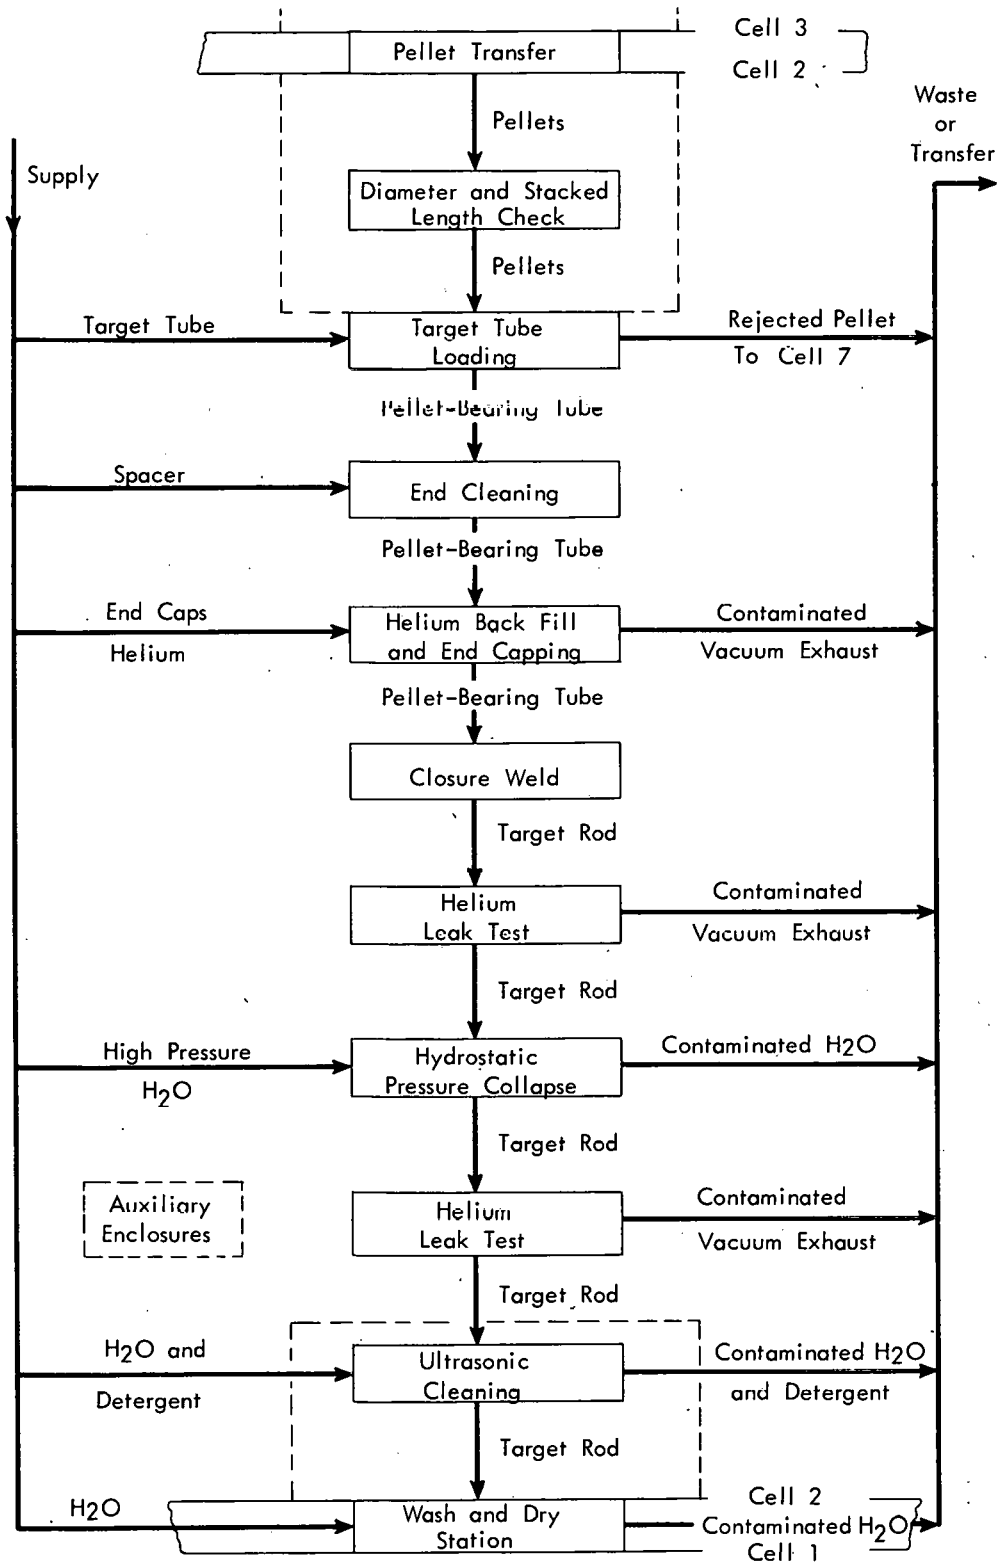 Cell 3
Pellet Transfer
Cell 2
Waste
or
Transfer
Pellets
Supply
Diameter and Stacked
Length Check
Pellets
Target Tube
Target Tube
Loading
Rejected Pellet
To Cell 7
Pellet-Bearing Tube
Spacer
End Cleaning
Pellet-Bearing Tube
End Caps
Helium
Helium Back Fill
and End Capping
Contaminated
Vacuum Exhaust
Pellet-Bearing Tube
Closure Weld
Target Rod
Helium
Leak Test
Contaminated
Vacuum Exhaust
Target Rod
High Pressure
H2O
Hydrostatic
Pressure Collapse
Contaminated H2O
Target Rod
Auxiliary
Enclosures
Helium
Leak Test
Contaminated
Vacuum Exhaust
Target Rod
H2O and
Detergent
Ultrasonic
Cleaning
Contaminated H2O
and Detergent
Target Rod
H2O
Wash and Dry
Station
Cell 2
Contaminated H2O
Cell 1